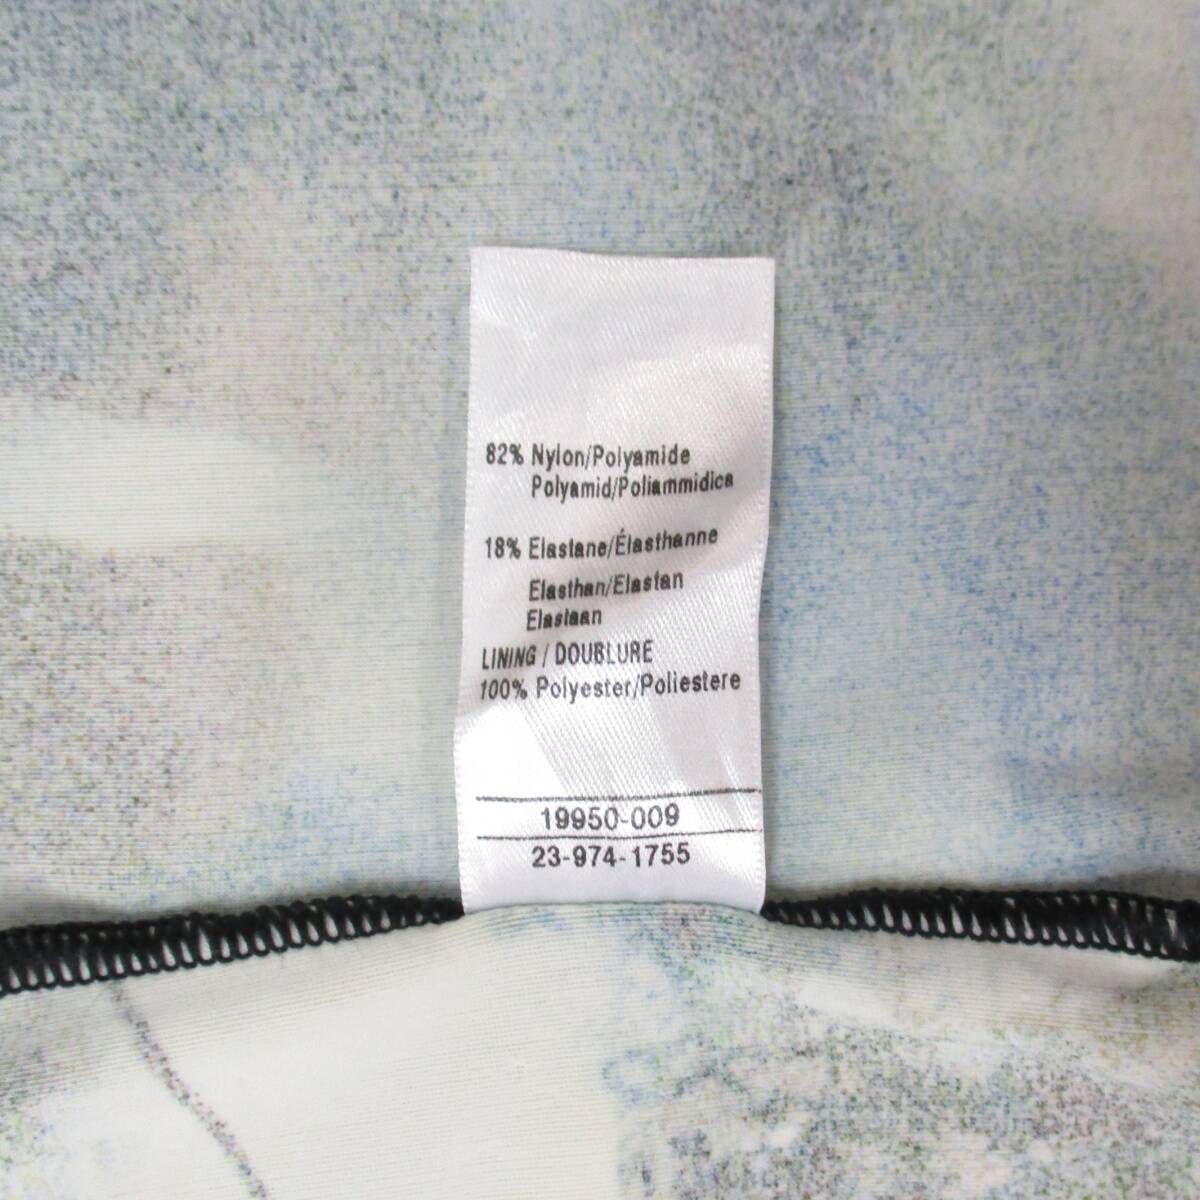 82% Nylon/Polyamide
Polyamid/Poliammidica
18% Elastane/Élasthanne
Elasthan/Elastan
Elastaan
LINING / DOUBLURE
100% Polyester/Poliestere
19950-009
23-974-1755